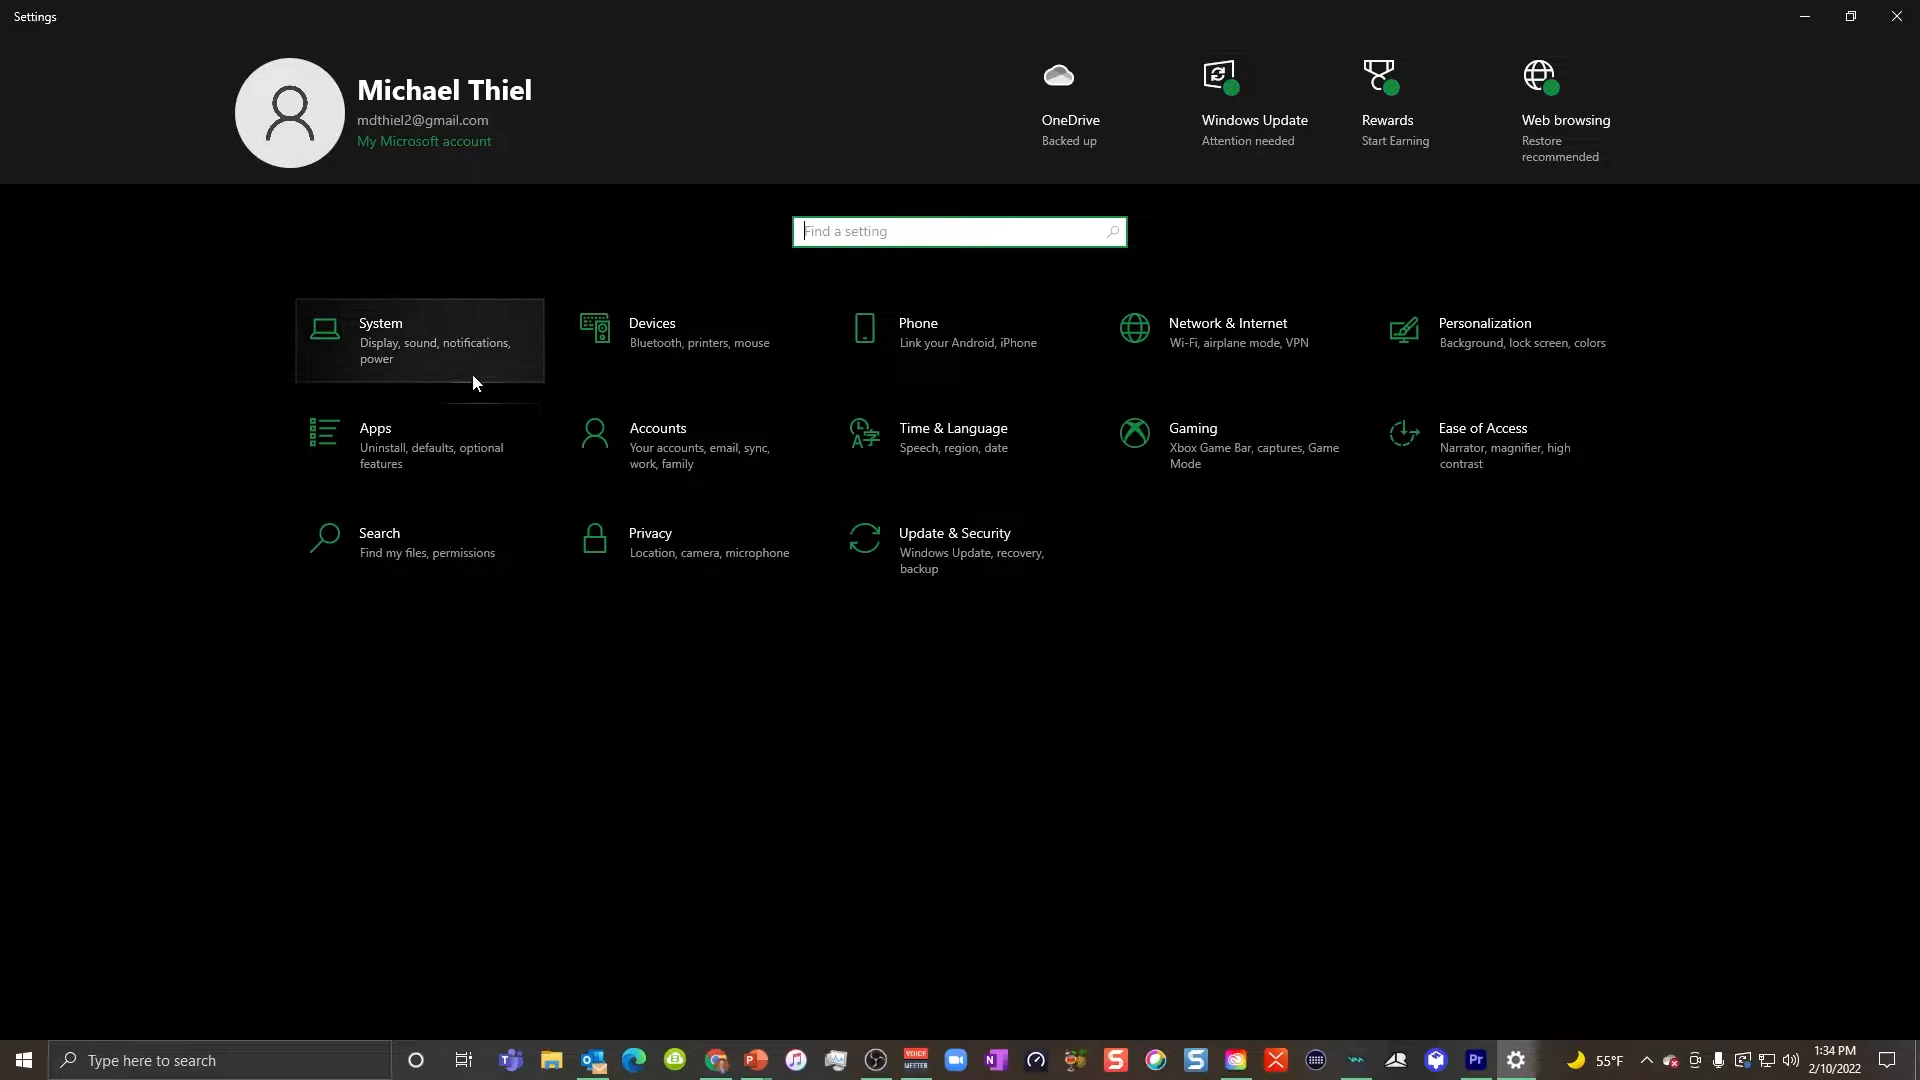 Settings
Michael Thiel
mdthiel2@gmail.com
My Microsoft account
OneDrive
Backed up
Windows Update
Attention needed
Rewards
Start Earning
Web browsing
Restore
recommended
Find a setting
System
Display, sound, notifications,
power
Devices
Bluetooth, printers, mouse
Phone
Link your Android, iPhone
Network & Internet
Wi-Fi, airplane mode, VPN
Personalization
Background, lock screen, colors
Apps
Uninstall, defaults, optional
features
Accounts
Your accounts, email, sync,
work, family
Time & Language
Speech, region, date
Gaming
Xbox Game Bar, captures, Game
Mode
Ease of Access
Narrator, magnifier, high
contrast
Search
Find my files, permissions
Privacy
Location, camera, microphone
Update & Security
Windows Update, recovery,
backup
Type here to search
VOICE
MEETER
Pr
55°F
1:34 PM
2/10/2022